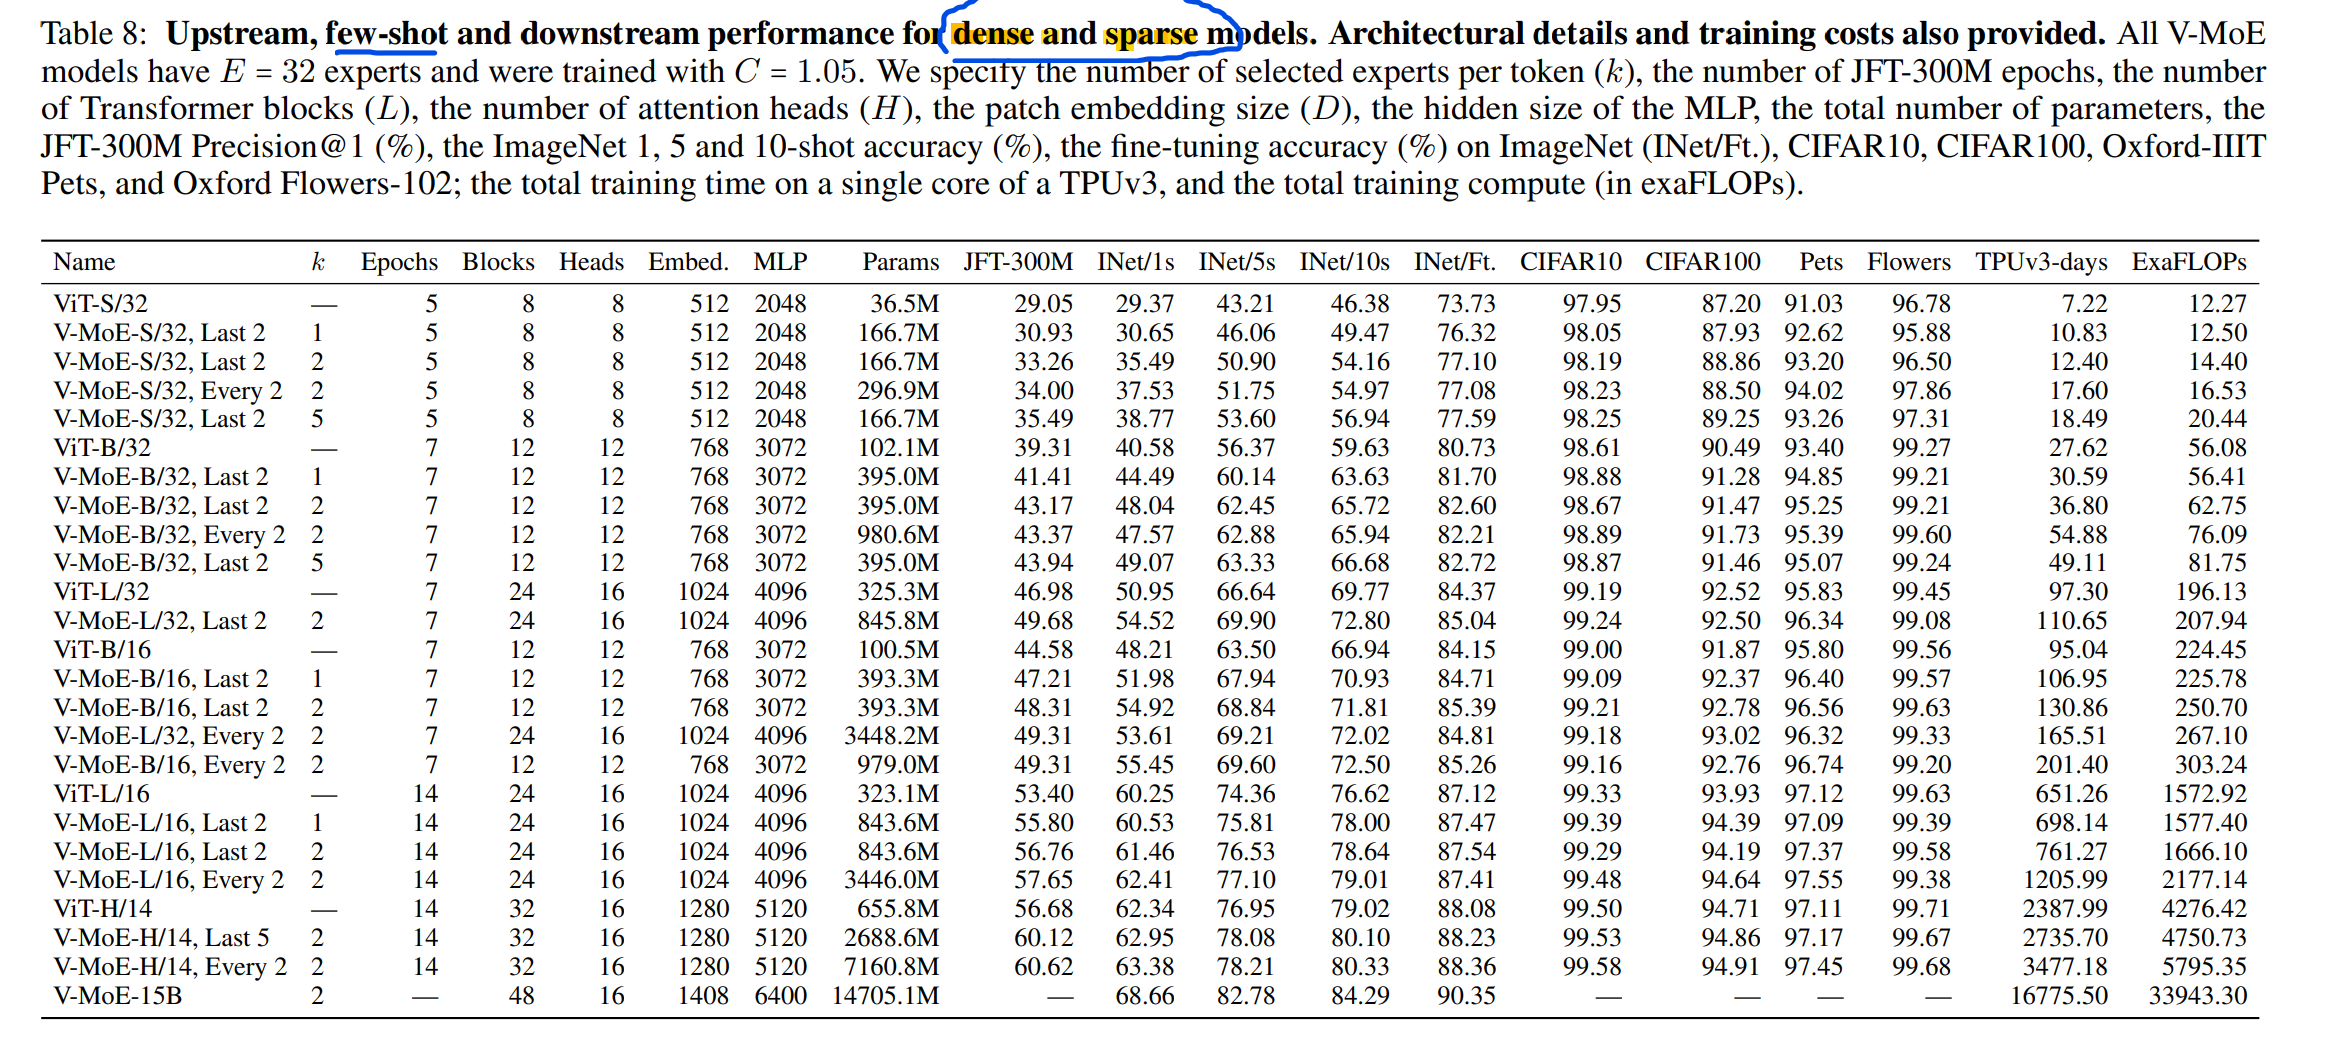 Table 8: Upstream, few-shot and downstream performance for dense and sparse models. Architectural details and training costs also provided. All V-MoE
models have E = 32 experts and were trained with C = 1.05. We specify the number of selected experts per token (k), the number of JFT-300M epochs, the number
of Transformer blocks (L), the number of attention heads (H), the patch embedding size (D), the hidden size of the MLP, the total number of parameters, the
JFT-300M Precision@1 (%), the ImageNet 1, 5 and 10-shot accuracy (%), the fine-tuning accuracy (%) on ImageNet (INet/Ft.), CIFAR10, CIFAR100, Oxford-IIIT
Pets, and Oxford Flowers-102; the total training time on a single core of a TPUv3, and the total training compute (in exaFLOPs).
Name k Epochs Blocks Heads Embed. MLP Params JFT-300M INet/1s INet/5s INet/10s INet/Ft. CIFAR10 CIFAR100 Pets Flowers TPUv3-days ExaFLOPs
ViT-S/32 — 5 8 8 512 2048 36.5M 29.05 29.37 43.21 46.38 73.73 97.95 87.20 91.03 96.78 7.22 12.27
V-MoE-S/32, Last 2 1 5 8 8 512 2048 166.7M 30.93 30.65 46.06 49.47 76.32 98.05 87.93 92.62 95.88 10.83 12.50
V-MoE-S/32, Last 2 2 5 8 8 512 2048 166.7M 33.26 35.49 50.90 54.16 77.10 98.19 88.86 93.20 96.50 12.40 14.40
V-MoE-S/32, Every 2 2 5 8 8 512 2048 296.9M 34.00 37.53 51.75 54.97 77.08 98.23 88.50 94.02 97.86 17.60 16.53
V-MoE-S/32, Last 2 5 5 8 8 512 2048 166.7M 35.49 38.77 53.60 56.94 77.59 98.25 89.25 93.26 97.31 18.49 20.44
ViT-B/32 — 7 12 12 768 3072 102.1M 39.31 40.58 56.37 59.63 80.73 98.61 90.49 93.40 99.27 27.62 56.08
V-MoE-B/32, Last 2 1 7 12 12 768 3072 395.0M 41.41 44.49 60.14 63.63 81.70 98.88 91.28 94.85 99.21 30.59 56.41
V-MoE-B/32, Last 2 2 7 12 12 768 3072 395.0M 43.17 48.04 62.45 65.72 82.60 98.67 91.47 95.25 99.21 36.80 62.75
V-MoE-B/32, Every 2 2 7 12 12 768 3072 980.6M 43.37 47.57 62.88 65.94 82.21 98.89 91.73 95.39 99.60 54.88 76.09
V-MoE-B/32, Last 2 5 7 12 12 768 3072 395.0M 43.94 49.07 63.33 66.68 82.72 98.87 91.46 95.07 99.24 49.11 81.75
ViT-L/32 — 7 24 16 1024 4096 325.3M 46.98 50.95 66.64 69.77 84.37 99.19 92.52 95.83 99.45 97.30 196.13
V-MoE-L/32, Last 2 2 7 24 16 1024 4096 845.8M 49.68 54.52 69.90 72.80 85.04 99.24 92.50 96.34 99.08 110.65 207.94
ViT-B/16 — 7 12 12 768 3072 100.5M 44.58 48.21 63.50 66.94 84.15 99.00 91.87 95.80 99.56 95.04 224.45
V-MoE-B/16, Last 2 1 7 12 12 768 3072 393.3M 47.21 51.98 67.94 70.93 84.71 99.09 92.37 96.40 99.57 106.95 225.78
V-MoE-B/16, Last 2 2 7 12 12 768 3072 393.3M 48.31 54.92 68.84 71.81 85.39 99.21 92.78 96.56 99.63 130.86 250.70
V-MoE-L/32, Every 2 2 7 24 16 1024 4096 3448.2M 49.31 53.61 69.21 72.02 84.81 99.18 93.02 96.32 99.33 165.51 267.10
V-MoE-B/16, Every 2 2 7 12 12 768 3072 979.0M 49.31 55.45 69.60 72.50 85.26 99.16 92.76 96.74 99.20 201.40 303.24
ViT-L/16 — 14 24 16 1024 4096 323.1M 53.40 60.25 74.36 76.62 87.12 99.33 93.93 97.12 99.63 651.26 1572.92
V-MoE-L/16, Last 2 1 14 24 16 1024 4096 843.6M 55.80 60.53 75.81 78.00 87.47 99.39 94.39 97.09 99.39 698.14 1577.40
V-MoE-L/16, Last 2 2 14 24 16 1024 4096 843.6M 56.76 61.46 76.53 78.64 87.54 99.29 94.19 97.37 99.58 761.27 1666.10
V-MoE-L/16, Every 2 2 14 24 16 1024 4096 3446.0M 57.65 62.41 77.10 79.01 87.41 99.48 94.64 97.55 99.38 1205.99 2177.14
ViT-H/14 — 14 32 16 1280 5120 655.8M 56.68 62.34 76.95 79.02 88.08 99.50 94.71 97.11 99.71 2387.99 4276.42
V-MoE-H/14, Last 5 2 14 32 16 1280 5120 2688.6M 60.12 62.95 78.08 80.10 88.23 99.53 94.86 97.17 99.67 2735.70 4750.73
V-MoE-H/14, Every 2 2 14 32 16 1280 5120 7160.8M 60.62 63.38 78.21 80.33 88.36 99.58 94.91 97.45 99.68 3477.18 5795.35
V-MoE-15B 2 — 48 16 1408 6400 14705.1M — 68.66 82.78 84.29 90.35 — — — — 16775.50 33943.30